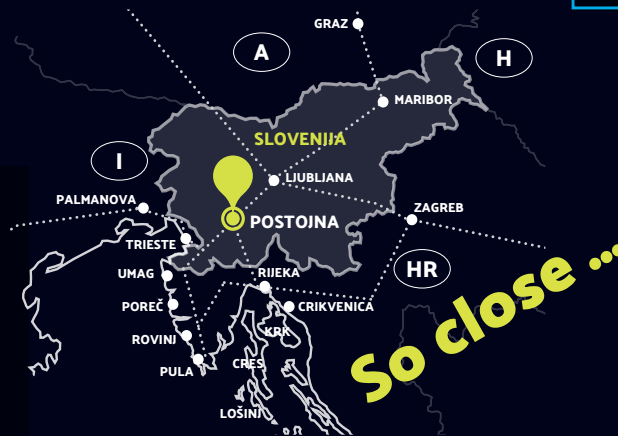 GRAZ
A
H
MARIBOR
SLOVENIJA
I
LJUBLJANA
PALMANOVA
ZAGREB
POSTOJNA
TRIESTE
UMAG
RIJEKA
HR
POREČ
CRIKVENICA
KRK
ROVINJ
CRES
PULA
LOŠINJ
So close ...